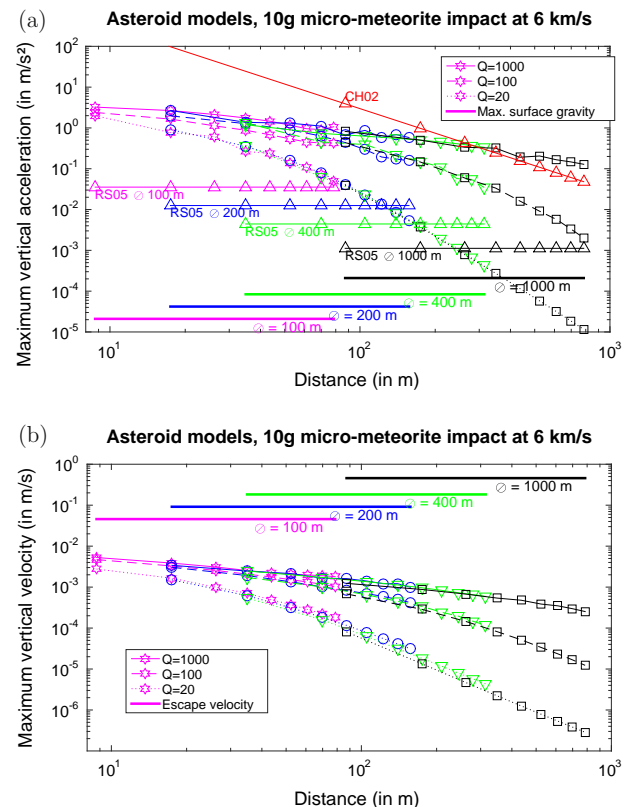 (a)
Asteroid models, 10g micro-meteorite impact at 6 km/s
Maximum vertical acceleration (in m/s²)
10²
10¹
10⁰
10⁻¹
10⁻²
10⁻³
10⁻⁴
10⁻⁵
CH02
Q=1000
Q=100
Q=20
Max. surface gravity
RS05 ∅ 100 m
RS05 ∅ 200 m
RS05 ∅ 400 m
RS05 ∅ 1000 m
∅ = 1000 m
∅ = 400 m
∅ = 200 m
∅ = 100 m
10¹
10²
10³
Distance (in m)
(b)
Asteroid models, 10g micro-meteorite impact at 6 km/s
Maximum vertical velocity (in m/s)
10⁰
10⁻¹
10⁻²
10⁻³
10⁻⁴
10⁻⁵
10⁻⁶
∅ = 1000 m
∅ = 400 m
∅ = 200 m
∅ = 100 m
Q=1000
Q=100
Q=20
Escape velocity
10¹
10²
10³
Distance (in m)